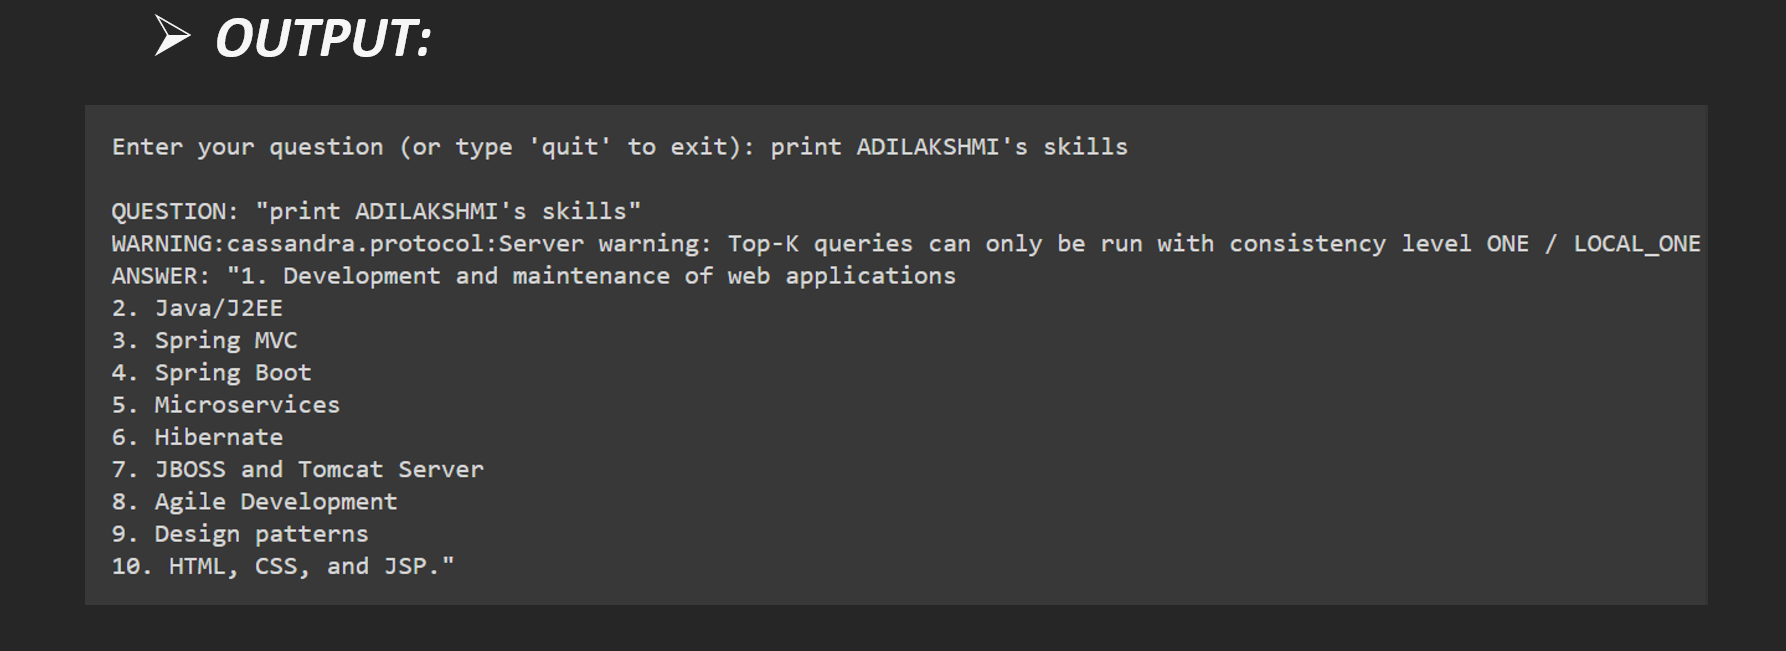 OUTPUT:
Enter your question (or type 'quit' to exit): print ADILAKSHMI's skills
QUESTION: "print ADILAKSHMI's skills"
WARNING:cassandra.protocol:Server warning: Top-K queries can only be run with consistency level ONE / LOCAL_ONE
ANSWER: "1. Development and maintenance of web applications
2. Java/J2EE
3. Spring MVC
4. Spring Boot
5. Microservices
6. Hibernate
7. JBOSS and Tomcat Server
8. Agile Development
9. Design patterns
10. HTML, CSS, and JSP."